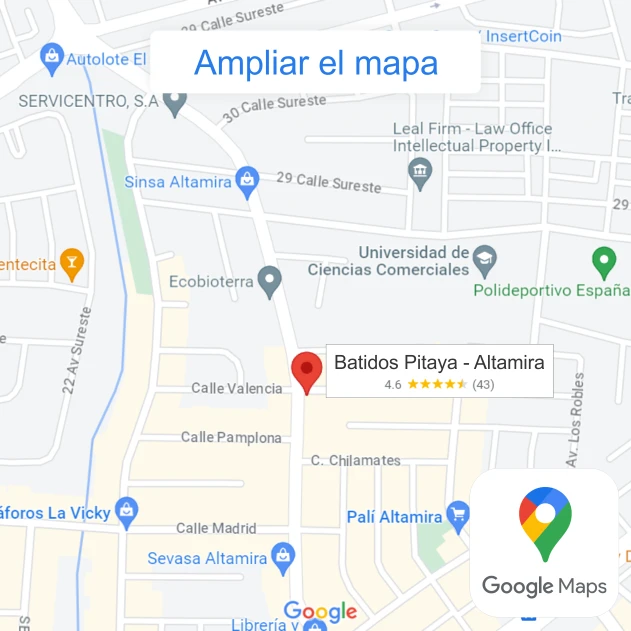 29 Calle Sureste
InsertCoin
Autolote El
Ampliar el mapa
SERVICENTRO, S.A
30 Calle Sureste
Leal Firm - Law Office
Intellectual Property I...
Sinsa Altamira
29 Calle Sureste
29
Universidad de
Ciencias Comerciales
Ecobioterra
Polideportivo España
22 Av Sureste
Batidos Pitaya - Altamira
4.6 (43)
Calle Valencia
Av. Los Robles
Calle Pamplona
C. Chilamates
La Vicky
Palí Altamira
Calle Madrid
Sevasa Altamira
Google Maps
Google
Librería y